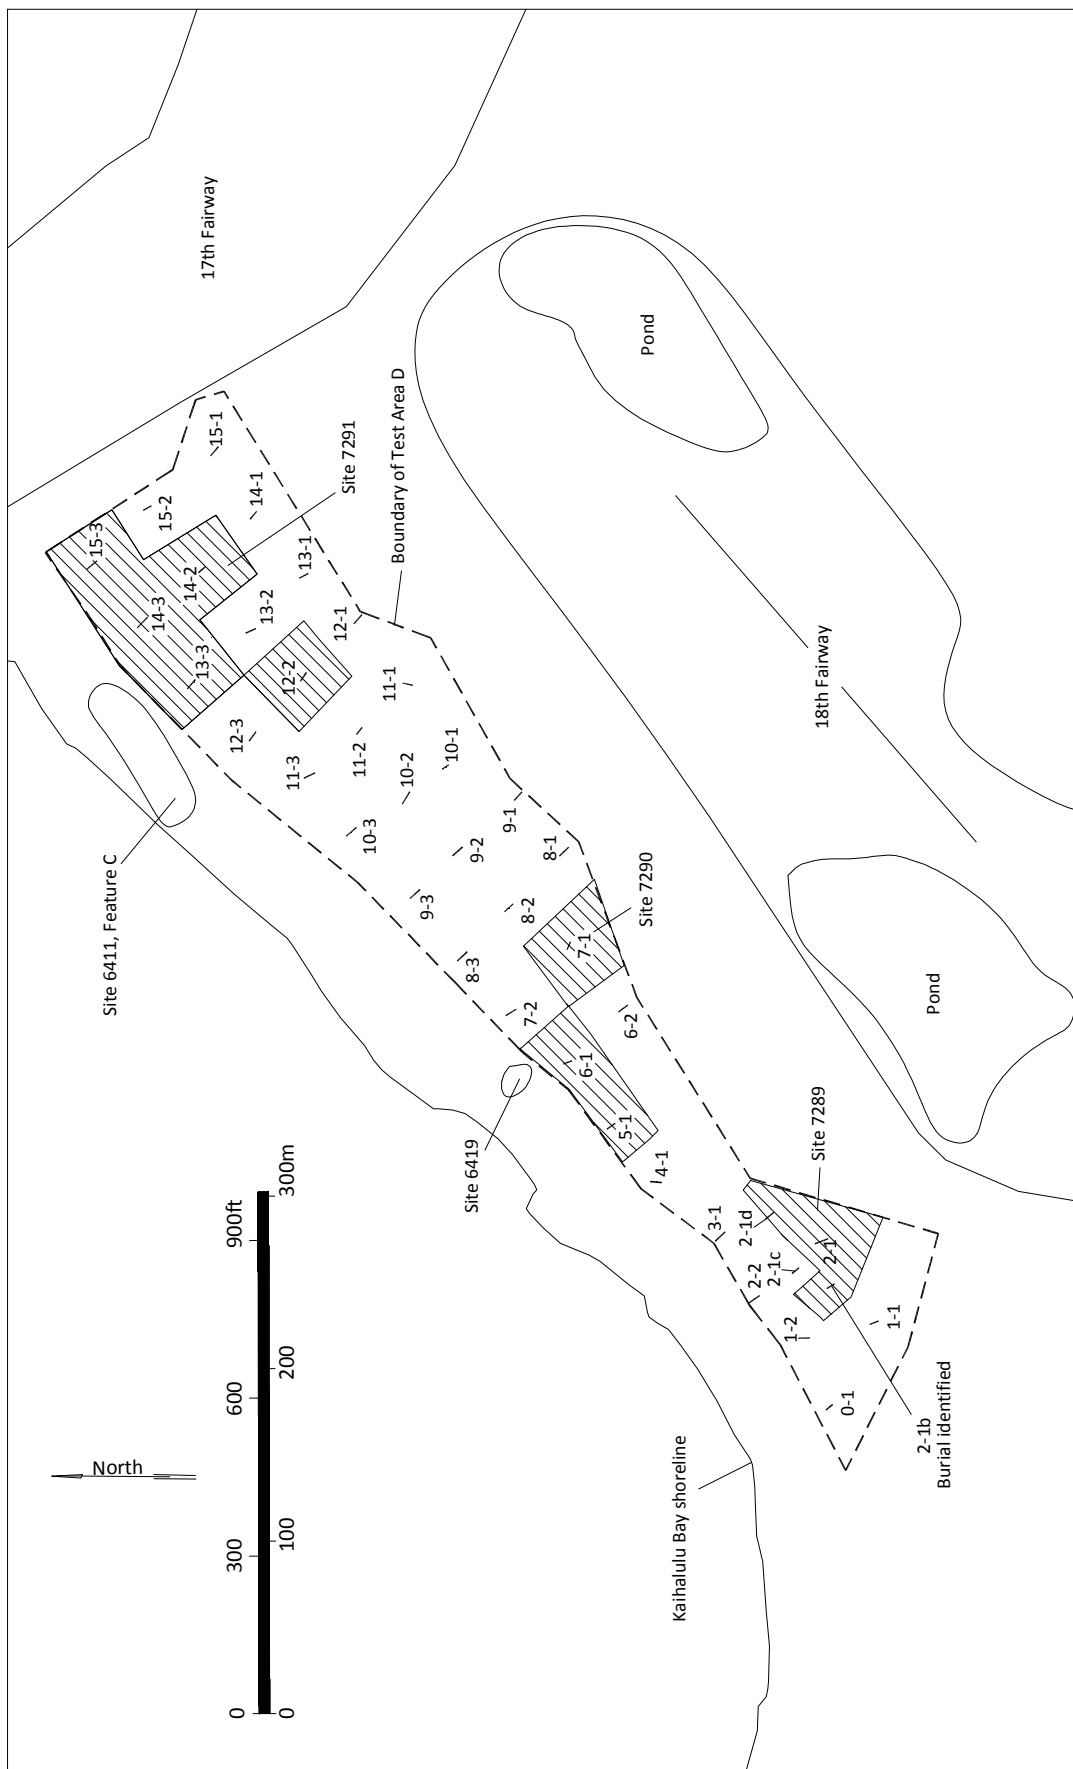 North
0
300
600
900ft
0
100
200
300m
Site 6411, Feature C
17th Fairway
15-3
15-2
15-1
14-3
14-2
14-1
13-3
13-2
13-1
Site 7291
12-3
12-2
12-1
11-3
11-2
11-1
Boundary of Test Area D
10-3
10-2
10-1
9-3
9-2
9-1
8-3
8-2
8-1
7-2
7-1
Site 7290
Site 6419
6-1
6-2
5-1
4-1
3-1
2-2
2-1d
2-1c
2-1
Site 7289
1-2
1-1
0-1
2-1b
Burial identified
Kaihalulu Bay shoreline
Pond
18th Fairway
Pond